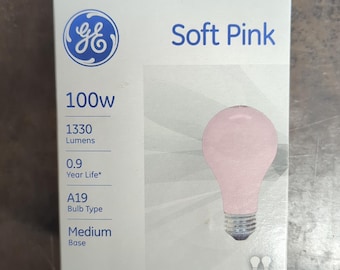 GE
Soft Pink
100w
1330
Lumens
0.9
Year Life*
A19
Bulb Type
Medium
Base